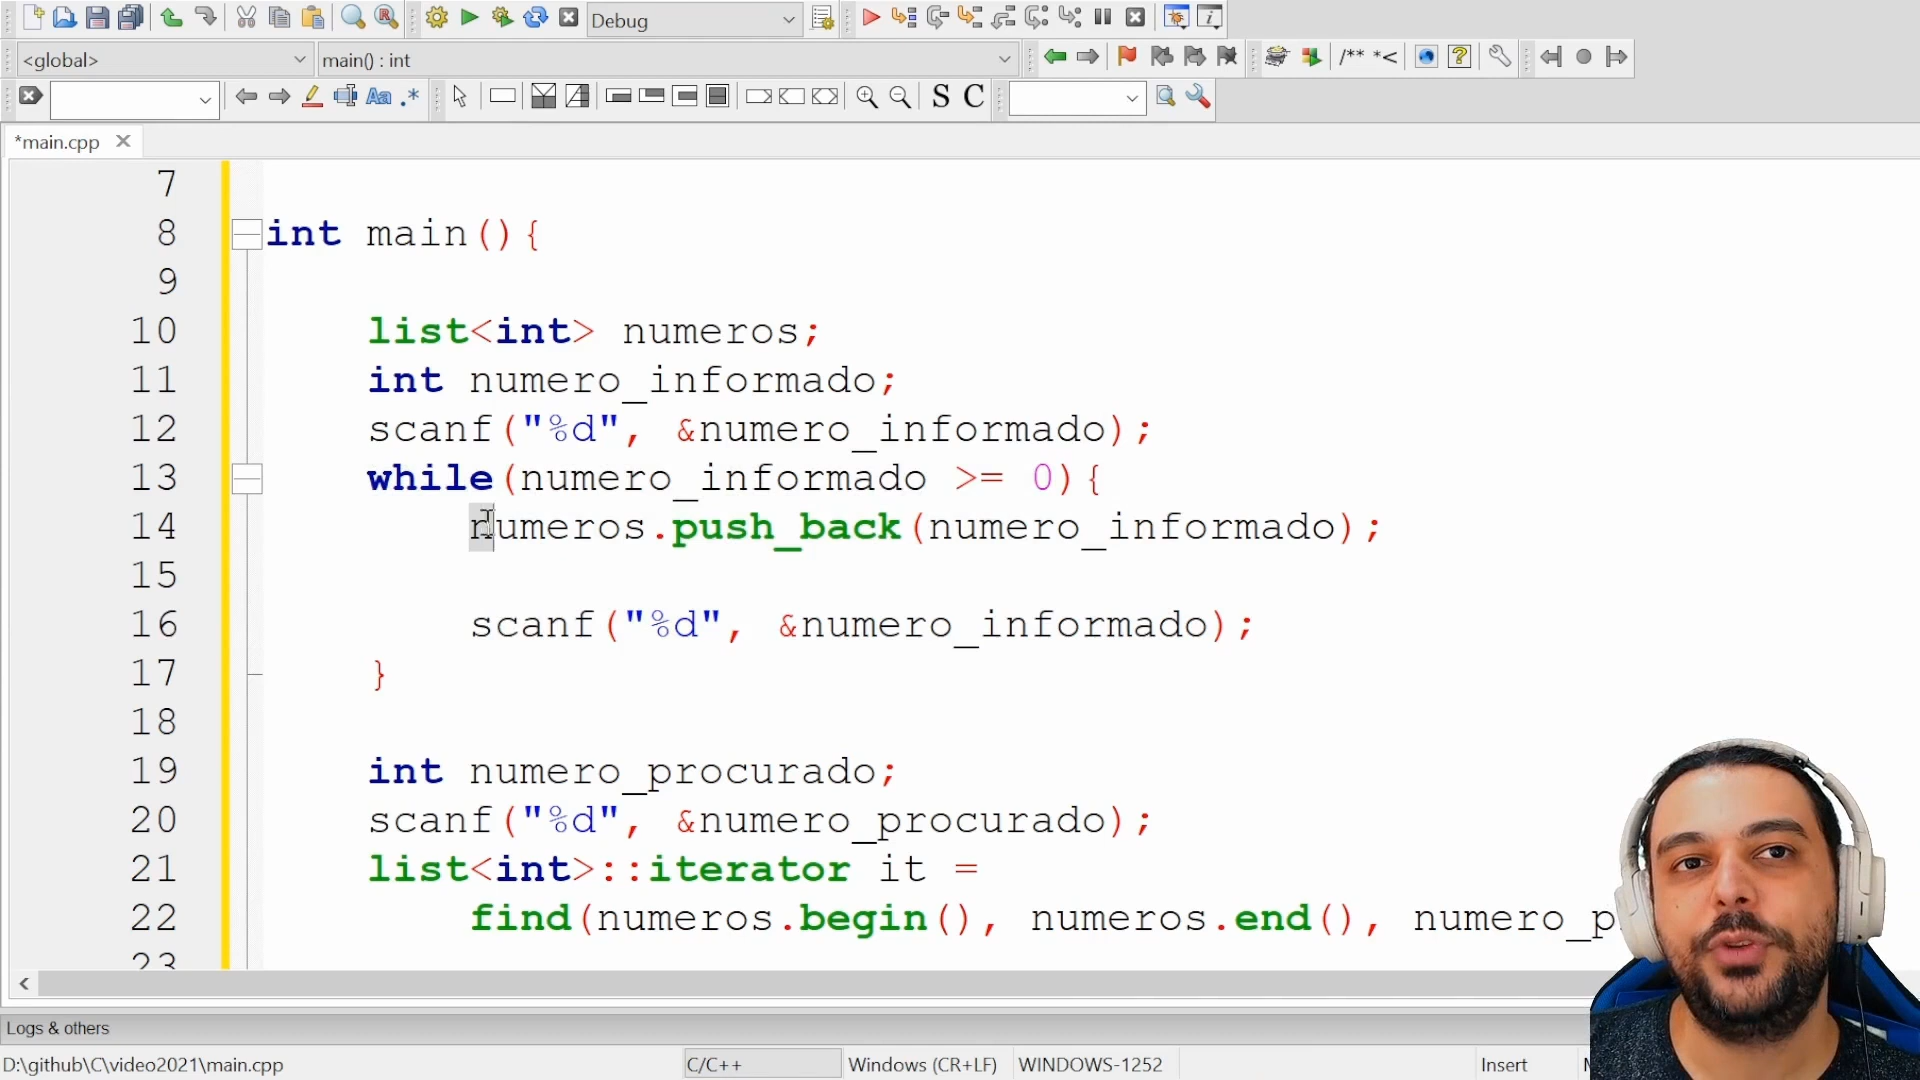 Debug
<global>
main() : int
/** *<
Aa .*
S C
*main.cpp
7
8 int main(){
9
10 list<int> numeros;
11 int numero_informado;
12 scanf("%d", &numero_informado);
13 while(numero_informado >= 0){
14 numeros.push_back(numero_informado);
15
16 scanf("%d", &numero_informado);
17 }
18
19 int numero_procurado;
20 scanf("%d", &numero_procurado);
21 list<int>::iterator it =
22 find(numeros.begin(), numeros.end(), numero_p
23
Logs & others
D:\github\C\video2021\main.cpp C/C++ Windows (CR+LF) WINDOWS-1252 Insert